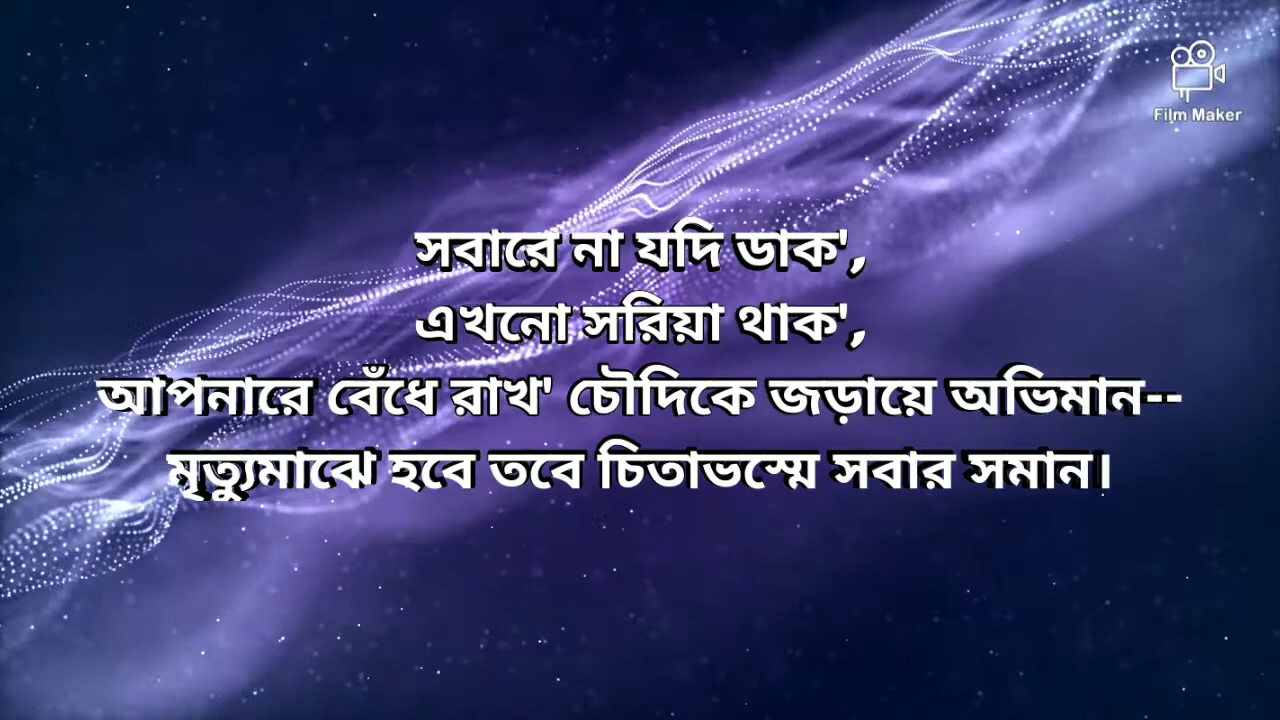 Film Maker
সবারে না যদি ডাক',
এখনো সরিয়া থাক',
আপনারে বেঁধে রাখ' চৌদিকে জড়ায়ে অভিমান--
মৃত্যুমাঝে হবে তবে চিতাভস্মে সবার সমান।